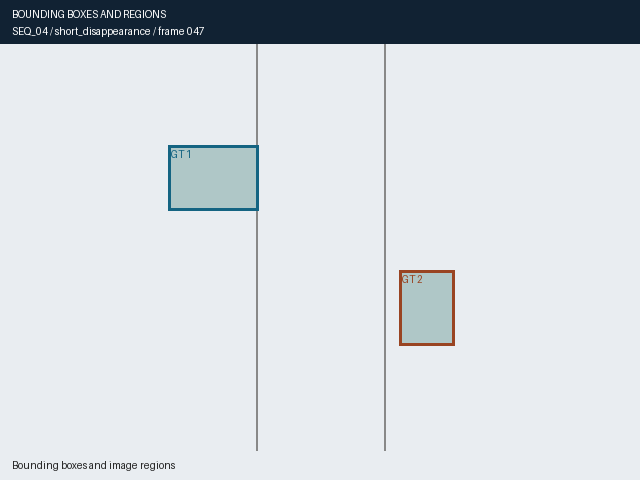 BOUNDING BOXES AND REGIONS
SEQ_04 / short_disappearance / frame 047
GT1
GT2
Bounding boxes and image regions